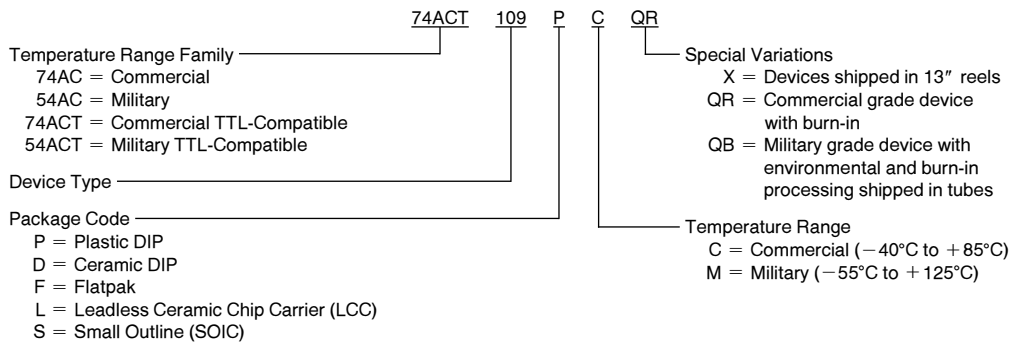 74ACT 109 P C QR
Temperature Range Family
74AC = Commercial
54AC = Military
74ACT = Commercial TTL-Compatible
54ACT = Military TTL-Compatible
Device Type
Package Code
P = Plastic DIP
D = Ceramic DIP
F = Flatpak
L = Leadless Ceramic Chip Carrier (LCC)
S = Small Outline (SOIC)
Special Variations
X = Devices shipped in 13″ reels
QR = Commercial grade device
with burn-in
QB = Military grade device with
environmental and burn-in
processing shipped in tubes
Temperature Range
C = Commercial (−40°C to +85°C)
M = Military (−55°C to +125°C)